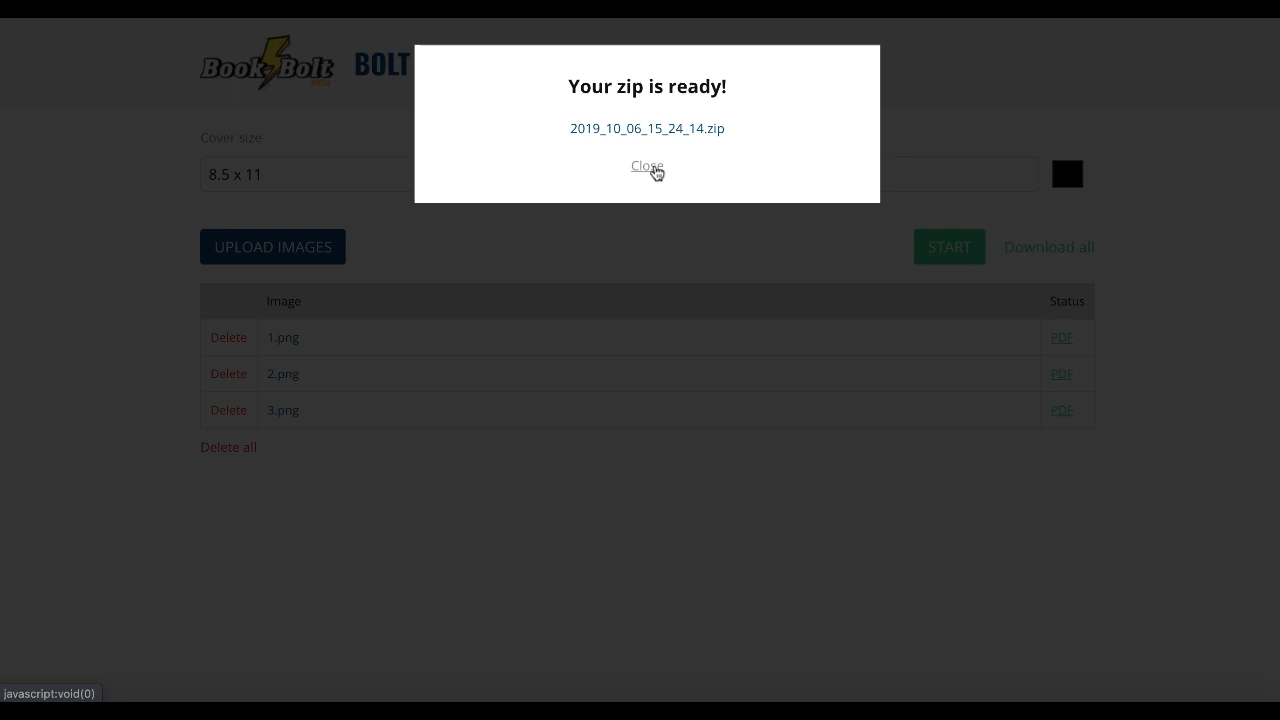 Book Bolt
BETA
BOLT
Your zip is ready!
2019_10_06_15_24_14.zip
Close
Cover size
8.5 x 11
UPLOAD IMAGES
START
Download all
Image
Status
Delete
1.png
PDF
Delete
2.png
PDF
Delete
3.png
PDF
Delete all
javascript:void(0)